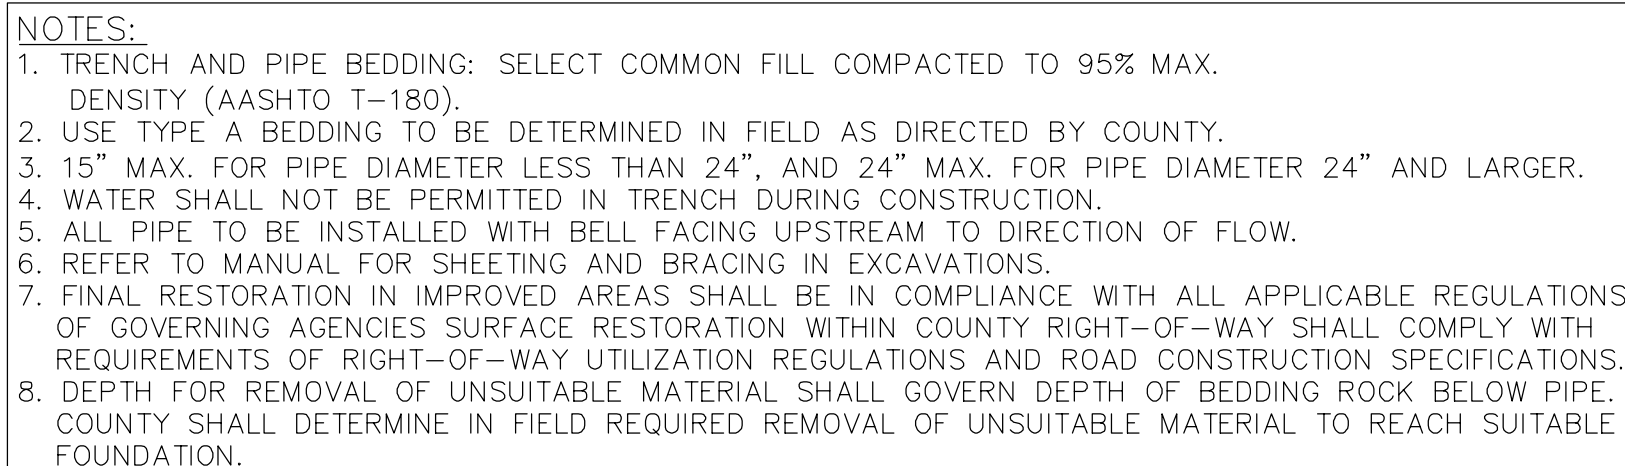 NOTES:
1. TRENCH AND PIPE BEDDING: SELECT COMMON FILL COMPACTED TO 95% MAX.
DENSITY (AASHTO T-180).
2. USE TYPE A BEDDING TO BE DETERMINED IN FIELD AS DIRECTED BY COUNTY.
3. 15" MAX. FOR PIPE DIAMETER LESS THAN 24", AND 24" MAX. FOR PIPE DIAMETER 24" AND LARGER.
4. WATER SHALL NOT BE PERMITTED IN TRENCH DURING CONSTRUCTION.
5. ALL PIPE TO BE INSTALLED WITH BELL FACING UPSTREAM TO DIRECTION OF FLOW.
6. REFER TO MANUAL FOR SHEETING AND BRACING IN EXCAVATIONS.
7. FINAL RESTORATION IN IMPROVED AREAS SHALL BE IN COMPLIANCE WITH ALL APPLICABLE REGULATIONS
OF GOVERNING AGENCIES SURFACE RESTORATION WITHIN COUNTY RIGHT-OF-WAY SHALL COMPLY WITH
REQUIREMENTS OF RIGHT-OF-WAY UTILIZATION REGULATIONS AND ROAD CONSTRUCTION SPECIFICATIONS.
8. DEPTH FOR REMOVAL OF UNSUITABLE MATERIAL SHALL GOVERN DEPTH OF BEDDING ROCK BELOW PIPE.
COUNTY SHALL DETERMINE IN FIELD REQUIRED REMOVAL OF UNSUITABLE MATERIAL TO REACH SUITABLE
FOUNDATION.